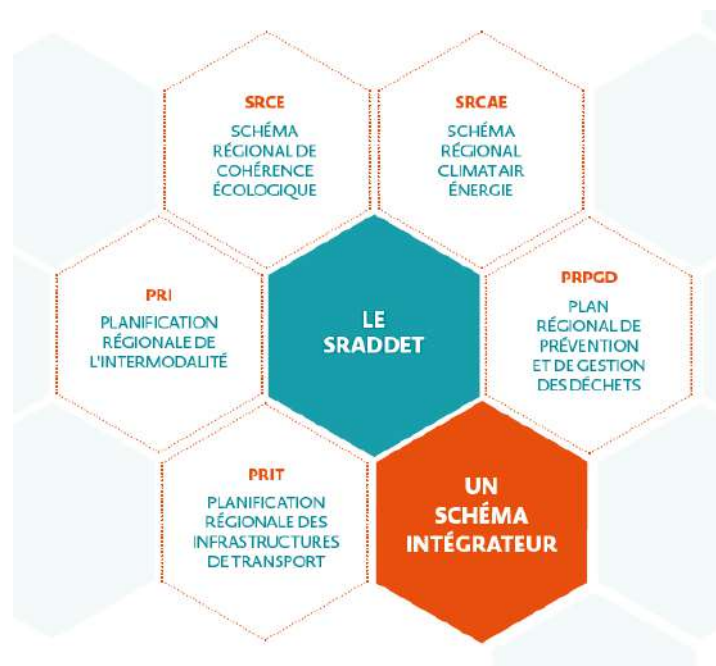 SRCE
SCHÉMA
RÉGIONAL DE
COHÉRENCE
ÉCOLOGIQUE
SRCAE
SCHÉMA
RÉGIONAL
CLIMAT AIR
ÉNERGIE
PRI
PLANIFICATION
RÉGIONALE DE
L'INTERMODALITÉ
LE
SRADDET
PRPGD
PLAN
RÉGIONAL DE
PRÉVENTION
ET DE GESTION
DES DÉCHETS
PRIT
PLANIFICATION
RÉGIONALE DES
INFRASTRUCTURES
DE TRANSPORT
UN
SCHÉMA
INTÉGRATEUR